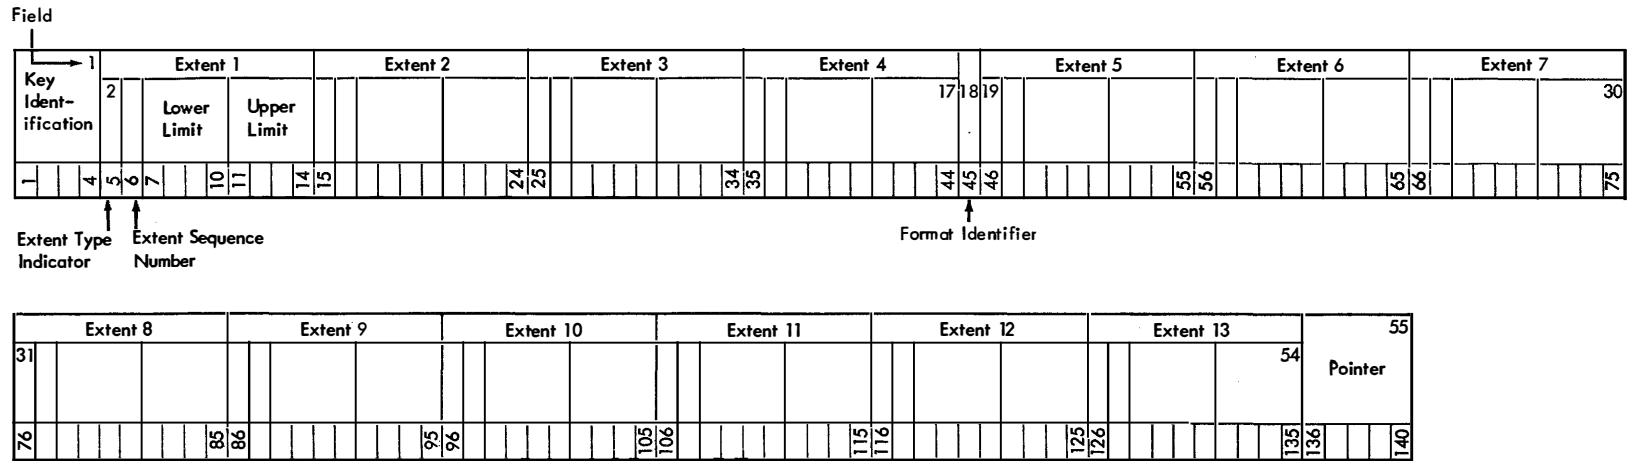 Field
1 Extent 1 Extent 2 Extent 3 Extent 4 Extent 5 Extent 6 Extent 7
Key
Ident-
ification
2 17 18 19 30
Lower
Limit
Upper
Limit
1 4 5 6 7 10 11 14 15 24 25 34 35 44 45 46 55 56 65 66 75
Extent Type
Indicator
Extent Sequence
Number
Format Identifier
Extent 8 Extent 9 Extent 10 Extent 11 Extent 12 Extent 13 55
31 54
Pointer
76 85 86 95 96 105 106 115 116 125 126 135 136 140